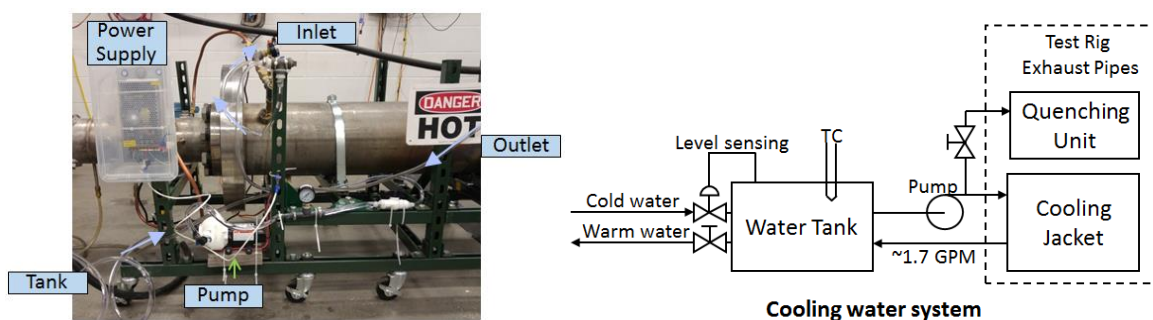 Power
Supply
Inlet
DANGER
HOT
Outlet
Tank
Pump
Test Rig
Exhaust Pipes
Quenching
Unit
Level sensing
TC
Pump
Cold water
Water Tank
Cooling
Jacket
Warm water
~1.7 GPM
Cooling water system